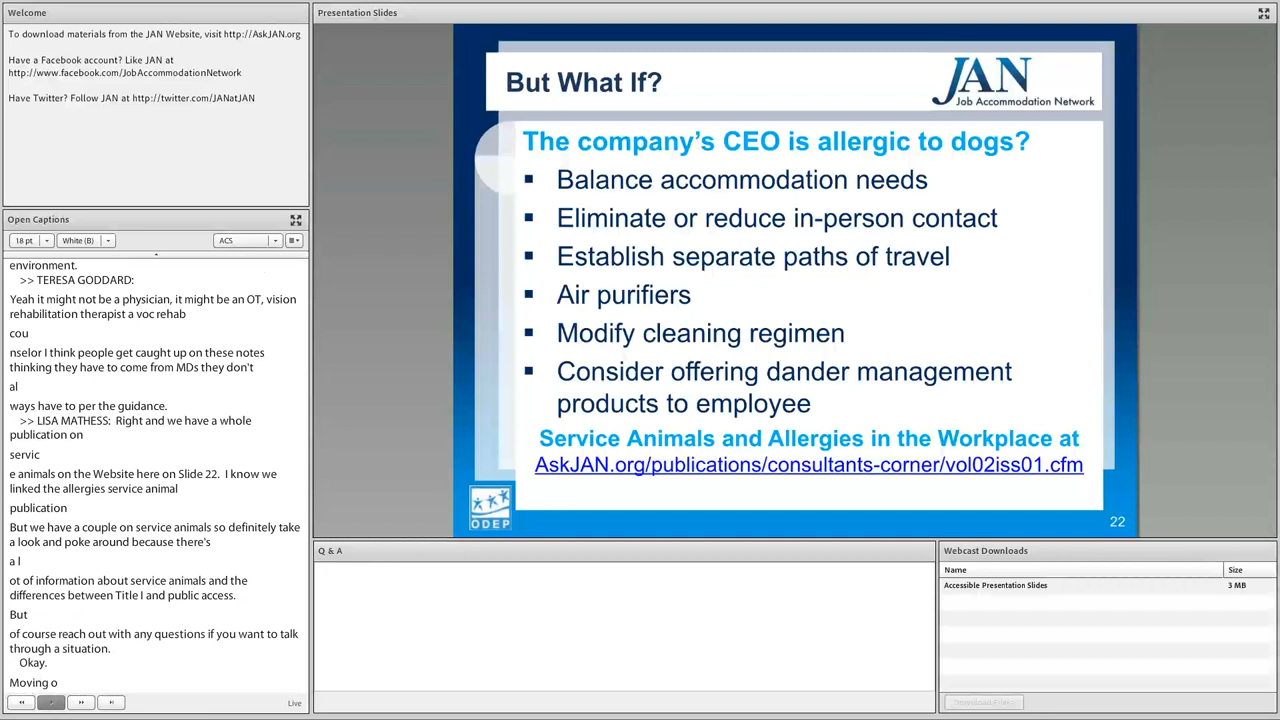 Welcome
To download materials from the JAN Website, visit http://AskJAN.org
Have a Facebook account? Like JAN at
http://www.facebook.com/JobAccommodationNetwork
Have Twitter? Follow JAN at http://twitter.com/JANatJAN
Open Captions
18 pt
White (B)
ACS
environment.
>> TERESA GODDARD:
Yeah it might not be a physician, it might be an OT, vision
rehabilitation therapist a voc rehab
cou
nselor I think people get caught up on these notes
thinking they have to come from MDs they don't
al
ways have to per the guidance.
>> LISA MATHESS:  Right and we have a whole
publication on
servic
e animals on the Website here on Slide 22.  I know we
linked the allergies service animal
publication
But we have a couple on service animals so definitely take
a look and poke around because there's
a l
ot of information about service animals and the
differences between Title I and public access.
But
of course reach out with any questions if you want to talk
through a situation.
Okay.
Moving o
Live
Presentation Slides
But What If?
JAN
Job Accommodation Network
The company's CEO is allergic to dogs?
▪ Balance accommodation needs
▪ Eliminate or reduce in-person contact
▪ Establish separate paths of travel
▪ Air purifiers
▪ Modify cleaning regimen
▪ Consider offering dander management
products to employee
Service Animals and Allergies in the Workplace at
AskJAN.org/publications/consultants-corner/vol02iss01.cfm
ODEP
22
Q & A
Webcast Downloads
Name
Size
Accessible Presentation Slides
3 MB
Download File(s)